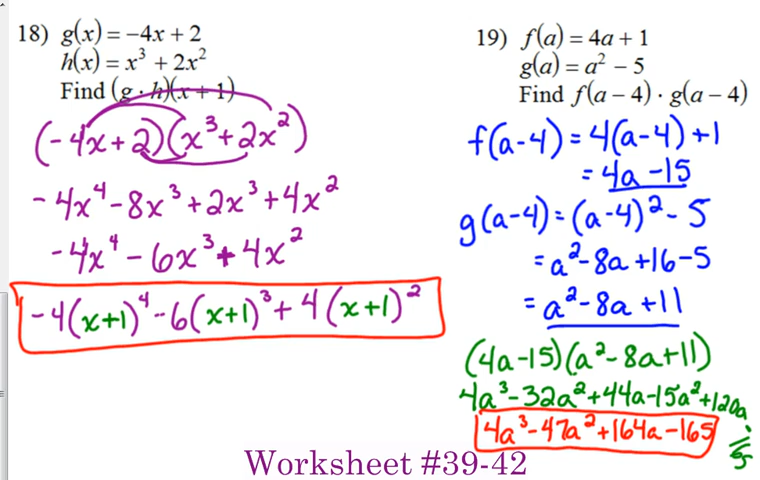 18) g(x) = −4x + 2
h(x) = x³ + 2x²
Find (g · h)(x + 1)
(-4x + 2)(x³ + 2x²)
-4x⁴ - 8x³ + 2x³ + 4x²
-4x⁴ - 6x³ + 4x²
-4(x+1)⁴ - 6(x+1)³ + 4(x+1)²
19) f(a) = 4a + 1
g(a) = a² − 5
Find f(a − 4) · g(a − 4)
f(a-4) = 4(a-4) + 1
= 4a - 15
g(a-4) = (a-4)² - 5
= a² - 8a + 16 - 5
= a² - 8a + 11
(4a - 15)(a² - 8a + 11)
4a³ - 32a² + 44a - 15a² + 120a
4a³ - 47a² + 164a - 165
Worksheet #39-42